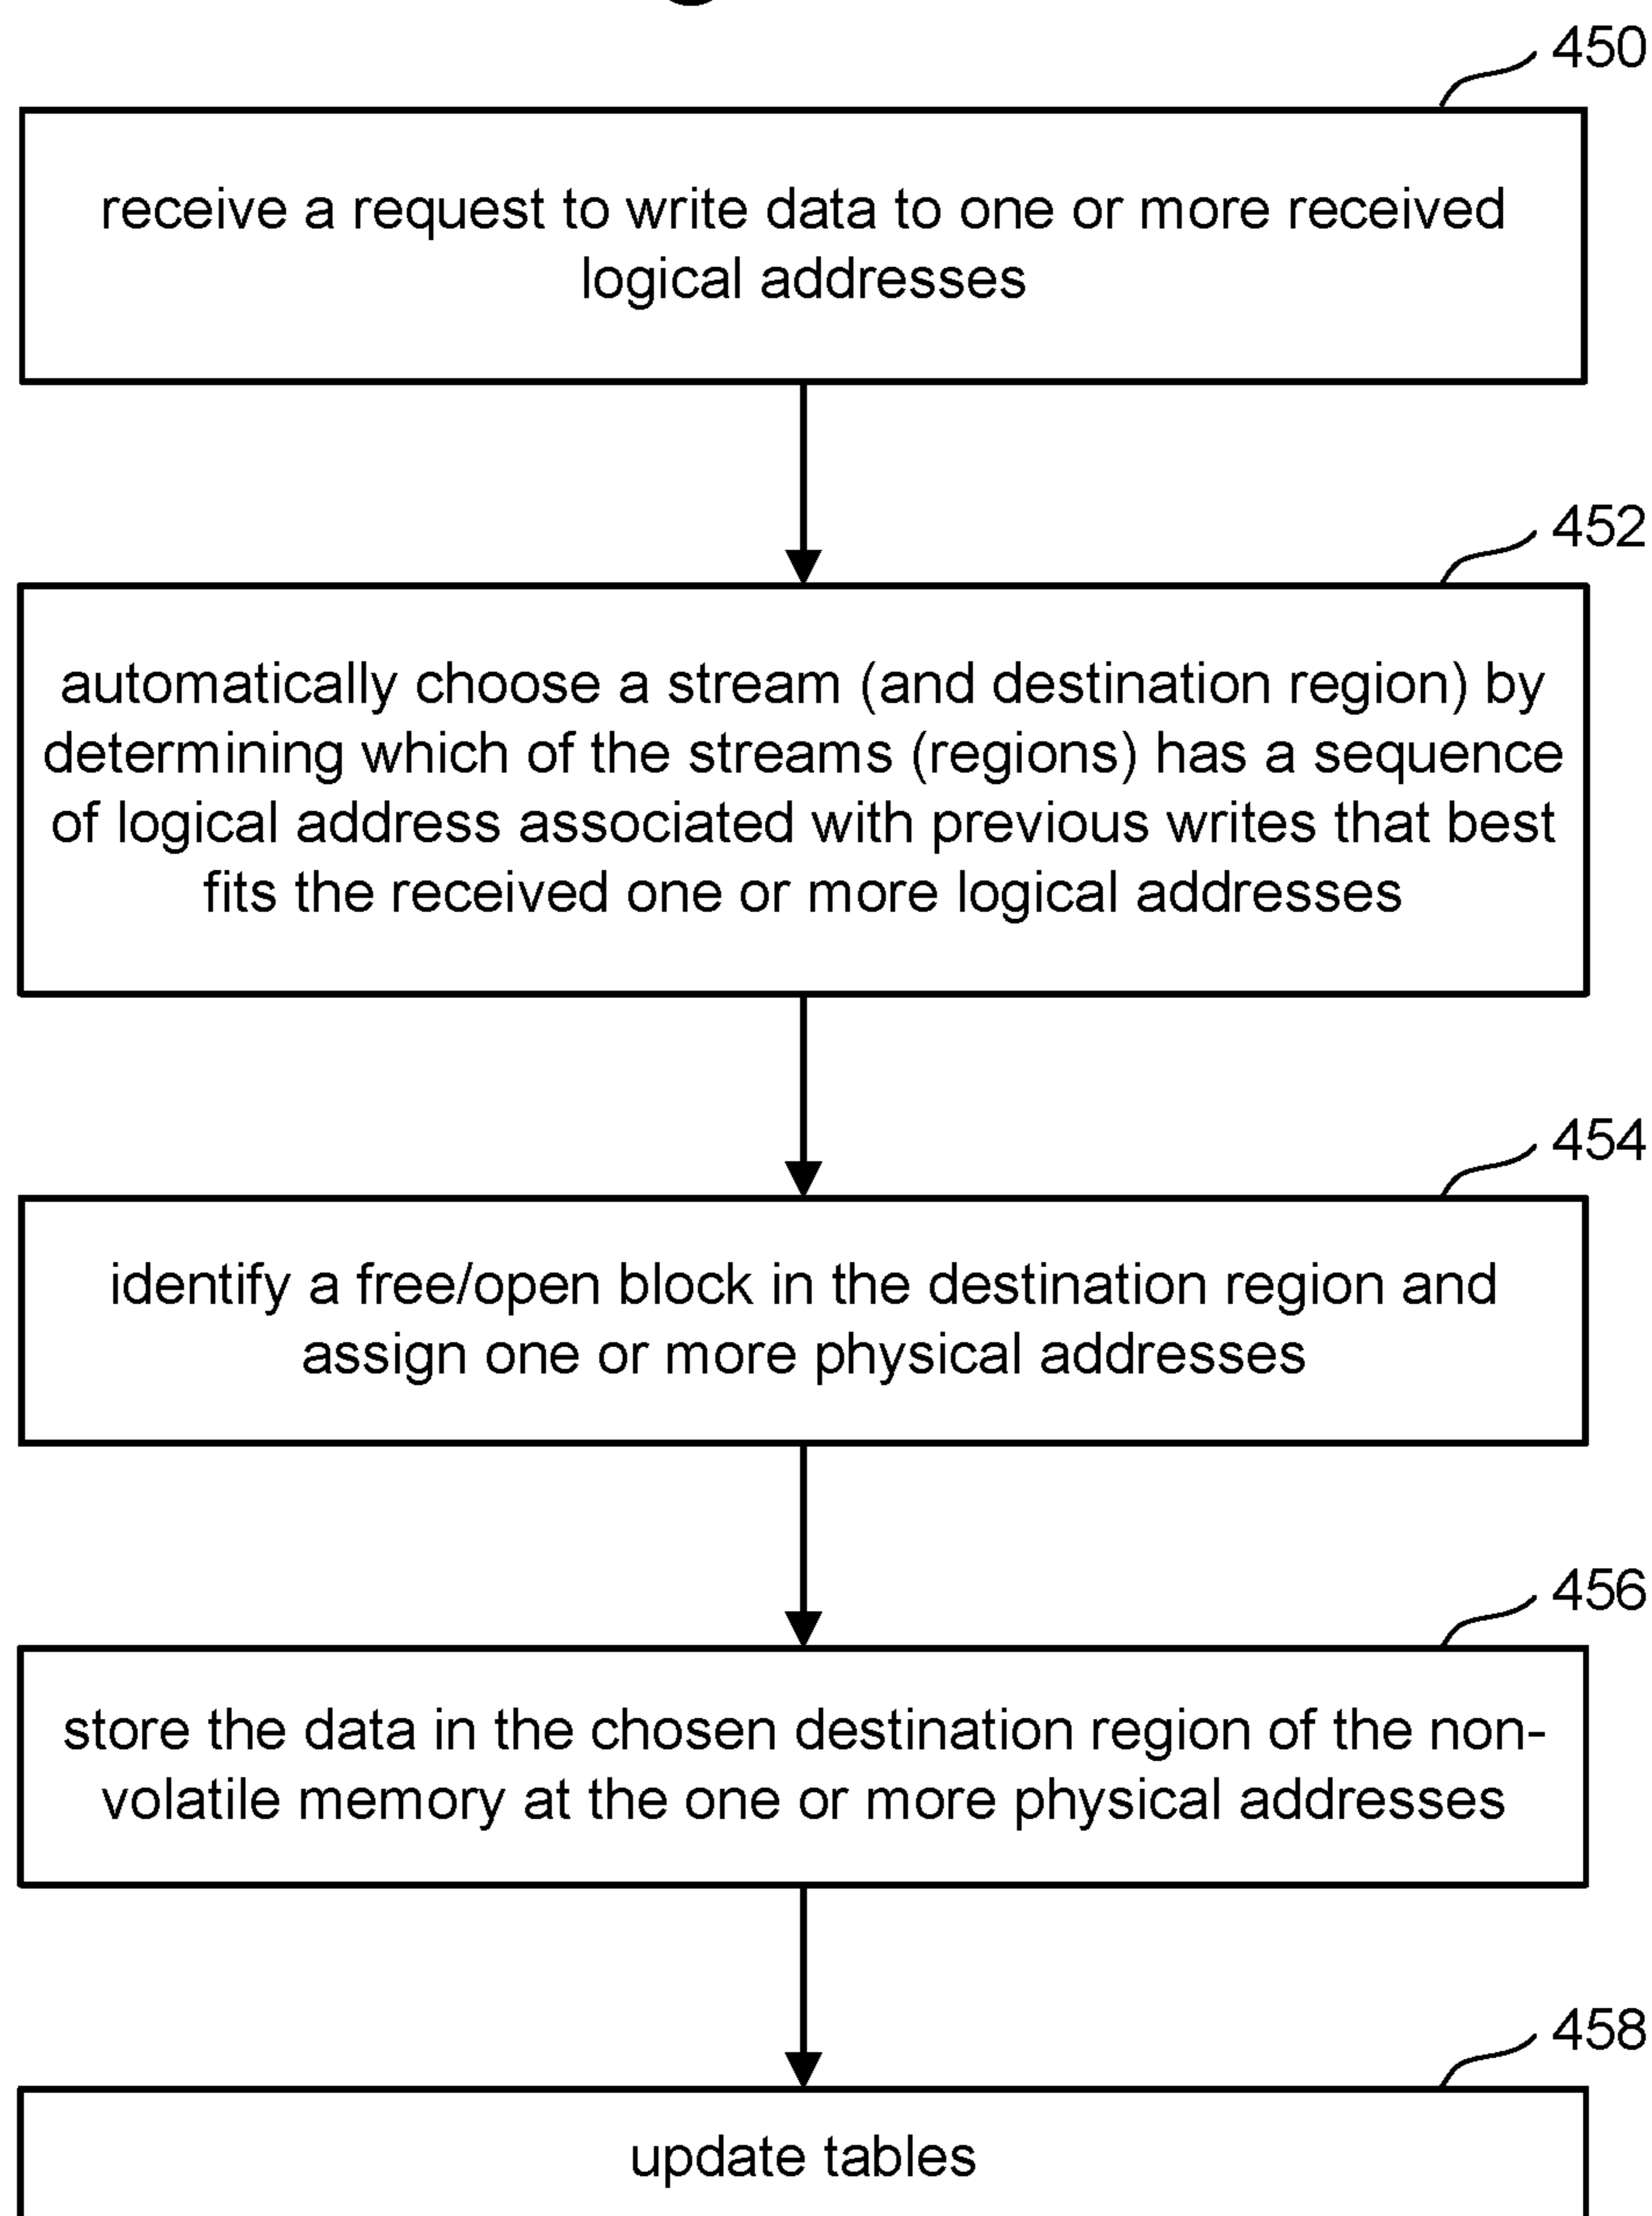 450
receive a request to write data to one or more received
logical addresses
452
automatically choose a stream (and destination region) by
determining which of the streams (regions) has a sequence
of logical address associated with previous writes that best
fits the received one or more logical addresses
454
identify a free/open block in the destination region and
assign one or more physical addresses
456
store the data in the chosen destination region of the non-
volatile memory at the one or more physical addresses
458
update tables